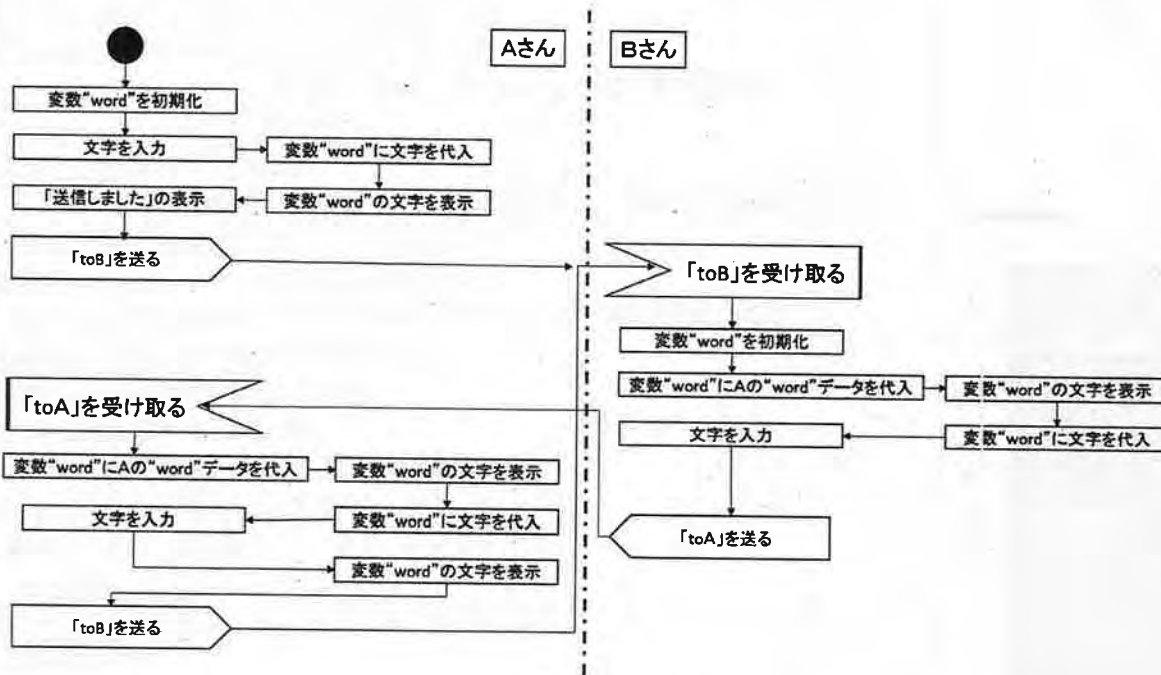 Aさん
Bさん
変数“word”を初期化
文字を入力
変数“word”に文字を代入
「送信しました」の表示
変数“word”の文字を表示
「toB」を送る
「toB」を受け取る
変数“word”を初期化
変数“word”にAの“word”データを代入
変数“word”の文字を表示
文字を入力
変数“word”に文字を代入
「toA」を送る
「toA」を受け取る
変数“word”にAの“word”データを代入
変数“word”の文字を表示
文字を入力
変数“word”に文字を代入
変数“word”の文字を表示
「toB」を送る